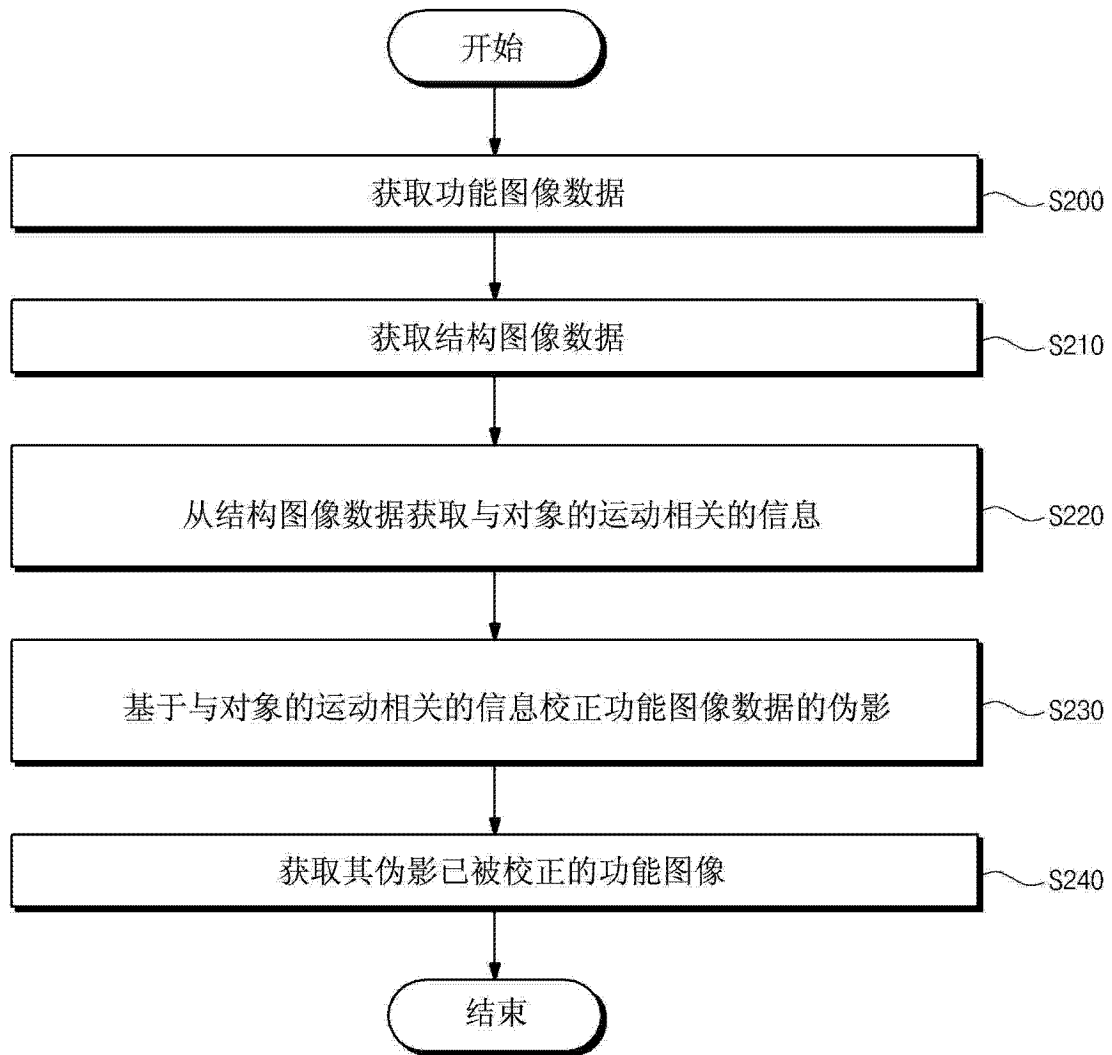 开始
获取功能图像数据
S200
获取结构图像数据
S210
从结构图像数据获取与对象的运动相关的信息
S220
基于与对象的运动相关的信息校正功能图像数据的伪影
S230
获取其伪影已被校正的功能图像
S240
结束